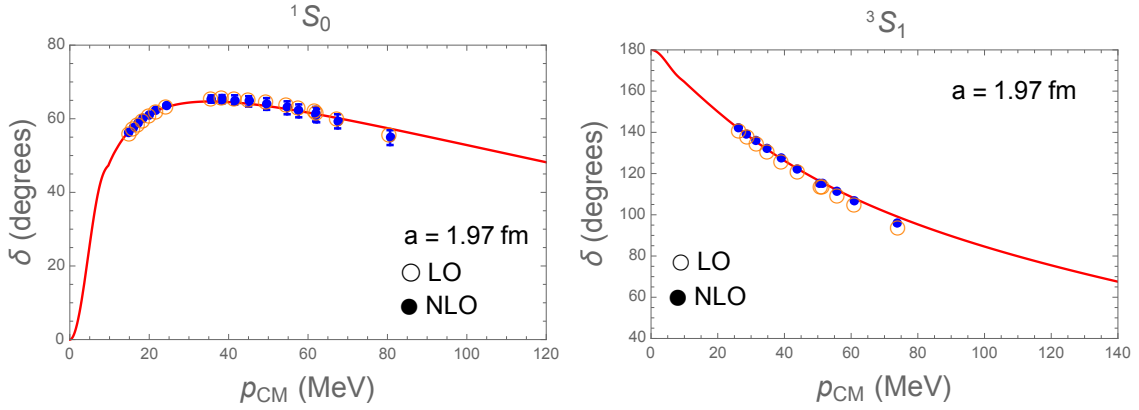 ¹S₀
80
60
40
20
0
0 20 40 60 80 100 120
δ (degrees)
p_CM (MeV)
a = 1.97 fm
LO
NLO
³S₁
180
160
140
120
100
80
60
40
0 20 40 60 80 100 120 140
δ (degrees)
p_CM (MeV)
a = 1.97 fm
LO
NLO